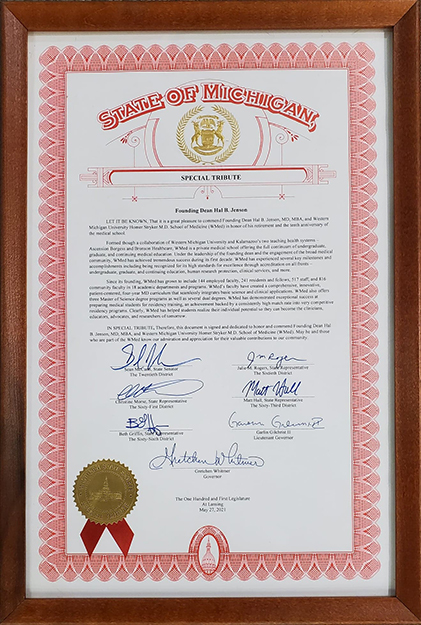 STATE OF MICHIGAN,
SPECIAL TRIBUTE
Founding Dean Hal B. Jenson
LET IT BE KNOWN, That it is a great pleasure to commend Founding Dean Hal B. Jenson, MD, MBA, and Western
Michigan University Homer Stryker M.D. School of Medicine (WMed) in honor of his retirement and the tenth anniversary of
the medical school.
Formed though a collaboration of Western Michigan University and Kalamazoo's two teaching health systems –
Ascension Borgess and Bronson Healthcare, WMed is a private medical school offering the full continuum of undergraduate,
graduate, and continuing medical education. Under the leadership of the founding dean and the engagement of the broad medical
community, WMed has achieved tremendous success during its first decade. WMed has experienced several key milestones and
accomplishments including being recognized for its high standards for excellence through accreditation on all fronts –
undergraduate, graduate, and continuing education, human research protection, clinical services, and more.
Since its founding, WMed has grown to include 141 employed faculty, 241 residents and fellows, 317 staff, and 816
community faculty in 18 academic departments and programs. WMed's faculty have created a comprehensive, innovative,
patient-centered, four-year MD curriculum that seamlessly integrates basic science and clinical applications. WMed also offers
three Master of Science degree programs as well as several dual-degrees. WMed has demonstrated exceptional success at
preparing medical students for residency training, an achievement backed by a consistently high match rate into very competitive
residency programs. Clearly, WMed has helped students realize their individual potential so they can become the clinicians,
educators, advocates, and researchers of tomorrow.
IN SPECIAL TRIBUTE, Therefore, this document is signed and dedicated to honor and commend Founding Dean Hal
B. Jenson, MD, MBA, and Western Michigan University Homer Stryker M.D. School of Medicine (WMED). May he and those
who are part of the WMed know our admiration and appreciation for their valuable contributions to our community.
Sean McCann, State Senator
The Twentieth District
Julie M. Rogers, State Representative
The Sixtieth District
Christine Morse, State Representative
The Sixty-First District
Matt Hall
Matt Hall, State Representative
The Sixty-Third District
Beth Griffin, State Representative
The Sixty-Sixth District
Garlin Gilchrist II
Lieutenant Governor
Gretchen Whitmer
Gretchen Whitmer
Governor
The One Hundred and First Legislature
At Lansing
May 27, 2021